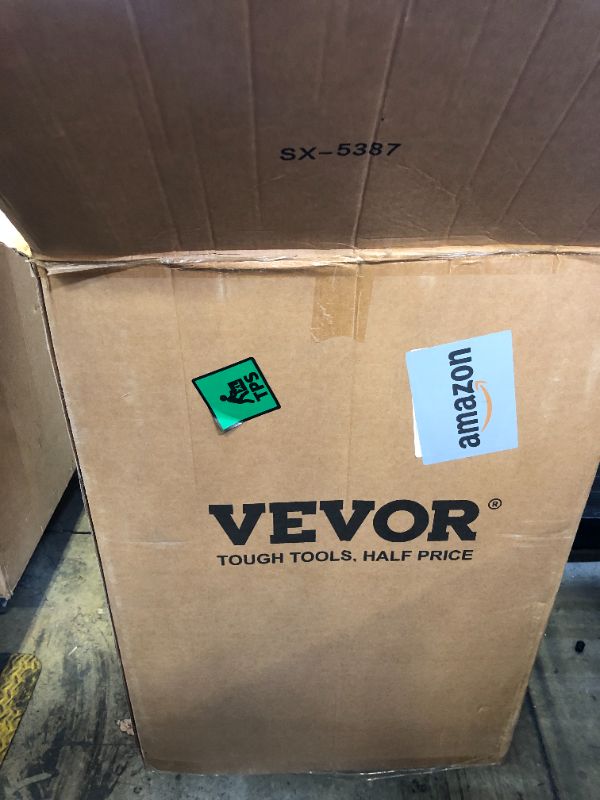 SX-5387
TPS
amazon
VEVOR®
TOUGH TOOLS, HALF PRICE